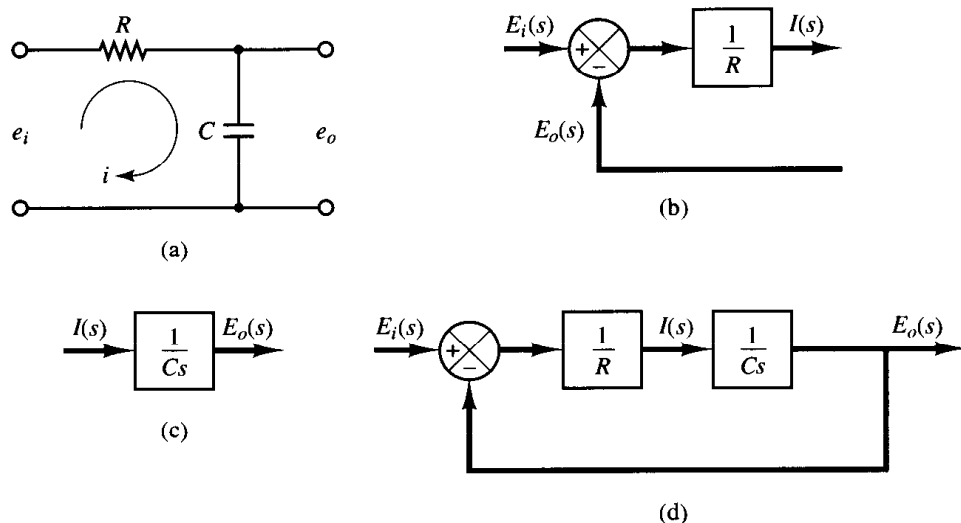 R
e_i
C
e_o
i
(a)
E_i(s)
+
−
1/R
I(s)
E_o(s)
(b)
I(s)
1/Cs
E_o(s)
(c)
E_i(s)
+
−
1/R
I(s)
1/Cs
E_o(s)
(d)